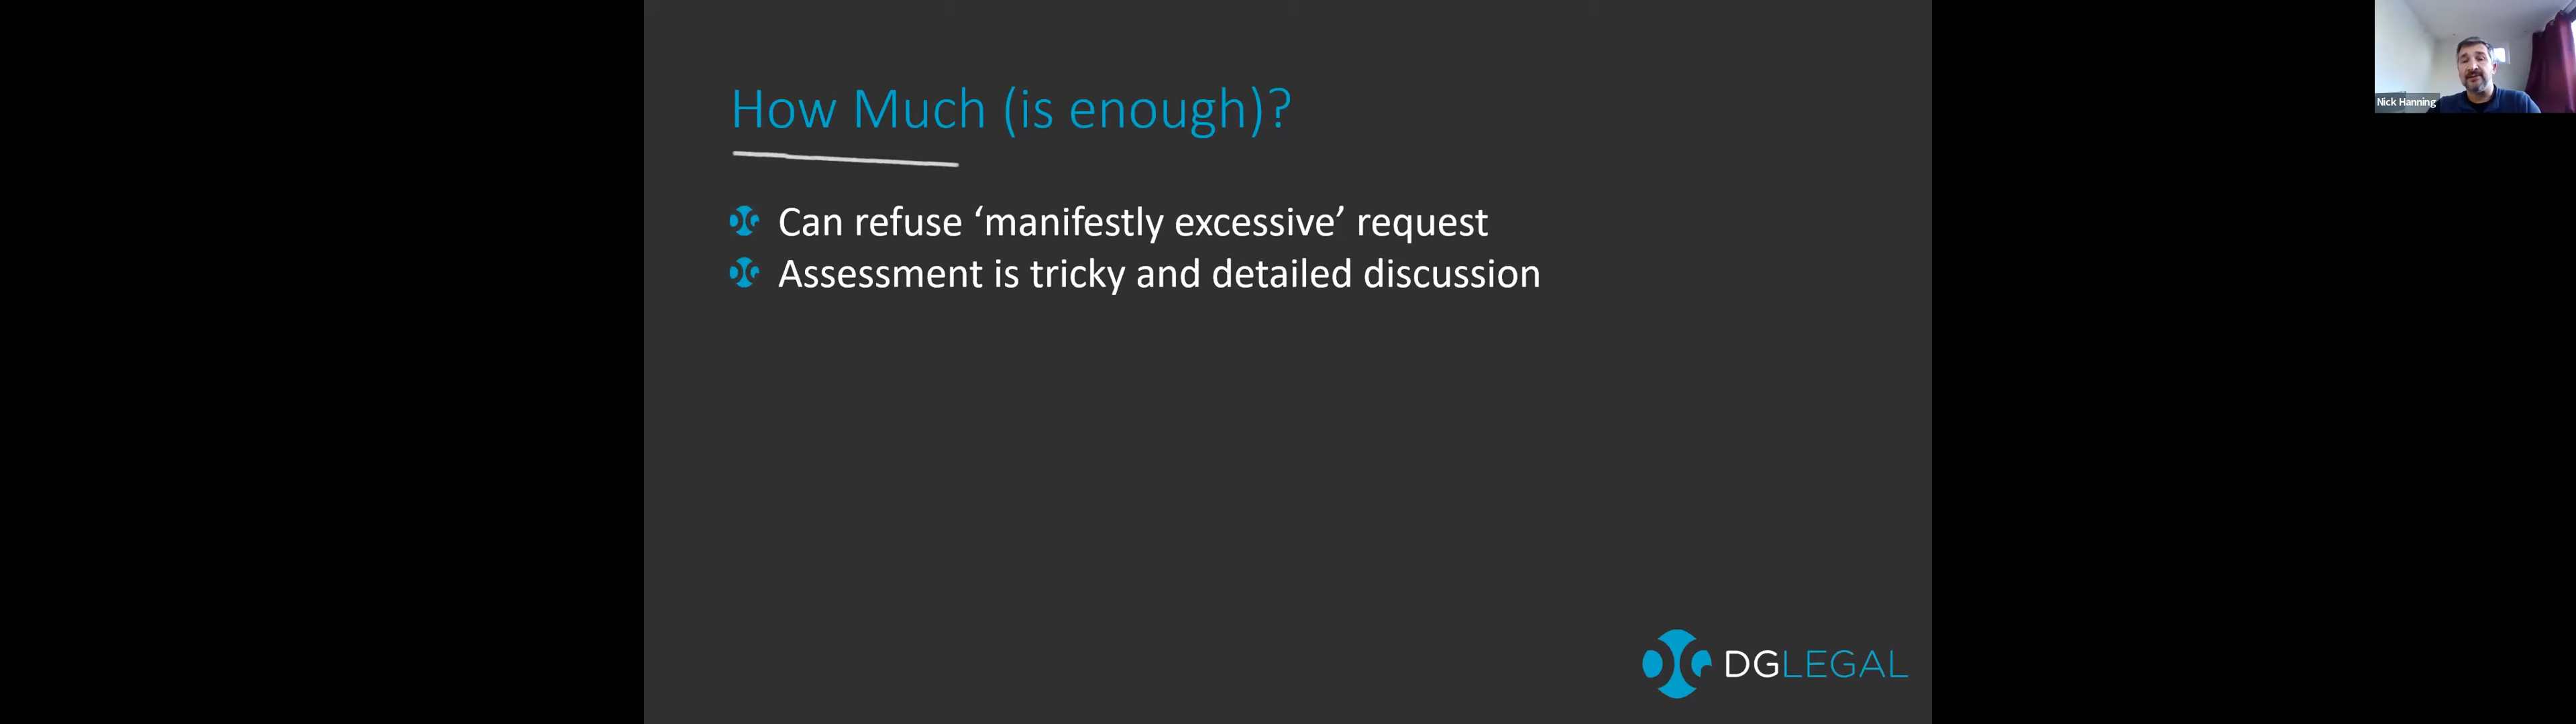 How Much (is enough)?
Can refuse ‘manifestly excessive’ request
Assessment is tricky and detailed discussion
DGLEGAL
Nick Hanning